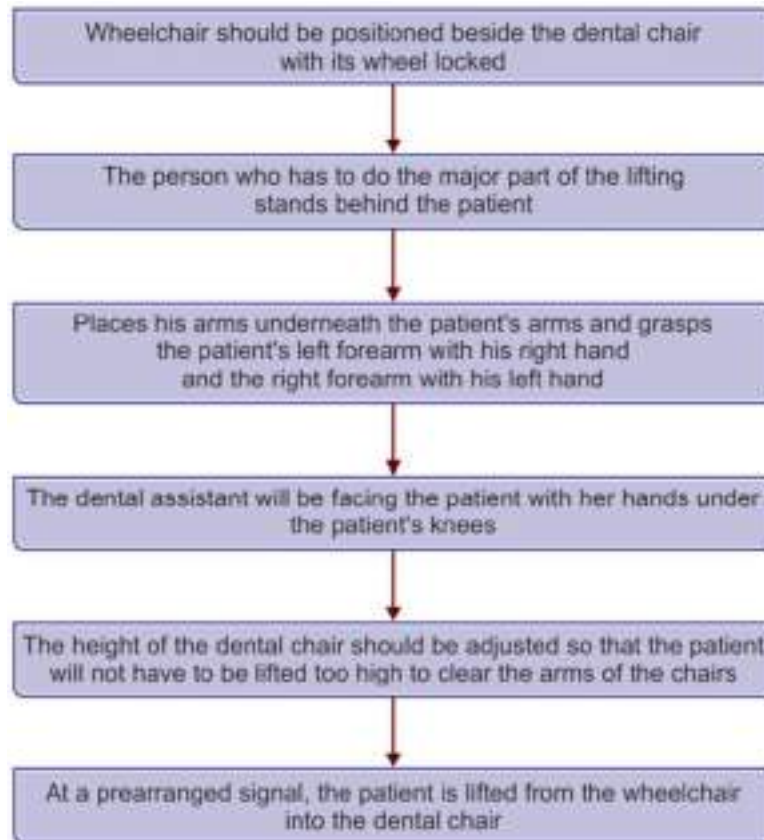 Wheelchair should be positioned beside the dental chair
with its wheel locked
The person who has to do the major part of the lifting
stands behind the patient
Places his arms underneath the patient's arms and grasps
the patient's left forearm with his right hand
and the right forearm with his left hand
The dental assistant will be facing the patient with her hands under
the patient's knees
The height of the dental chair should be adjusted so that the patient
will not have to be lifted too high to clear the arms of the chairs
At a prearranged signal, the patient is lifted from the wheelchair
into the dental chair